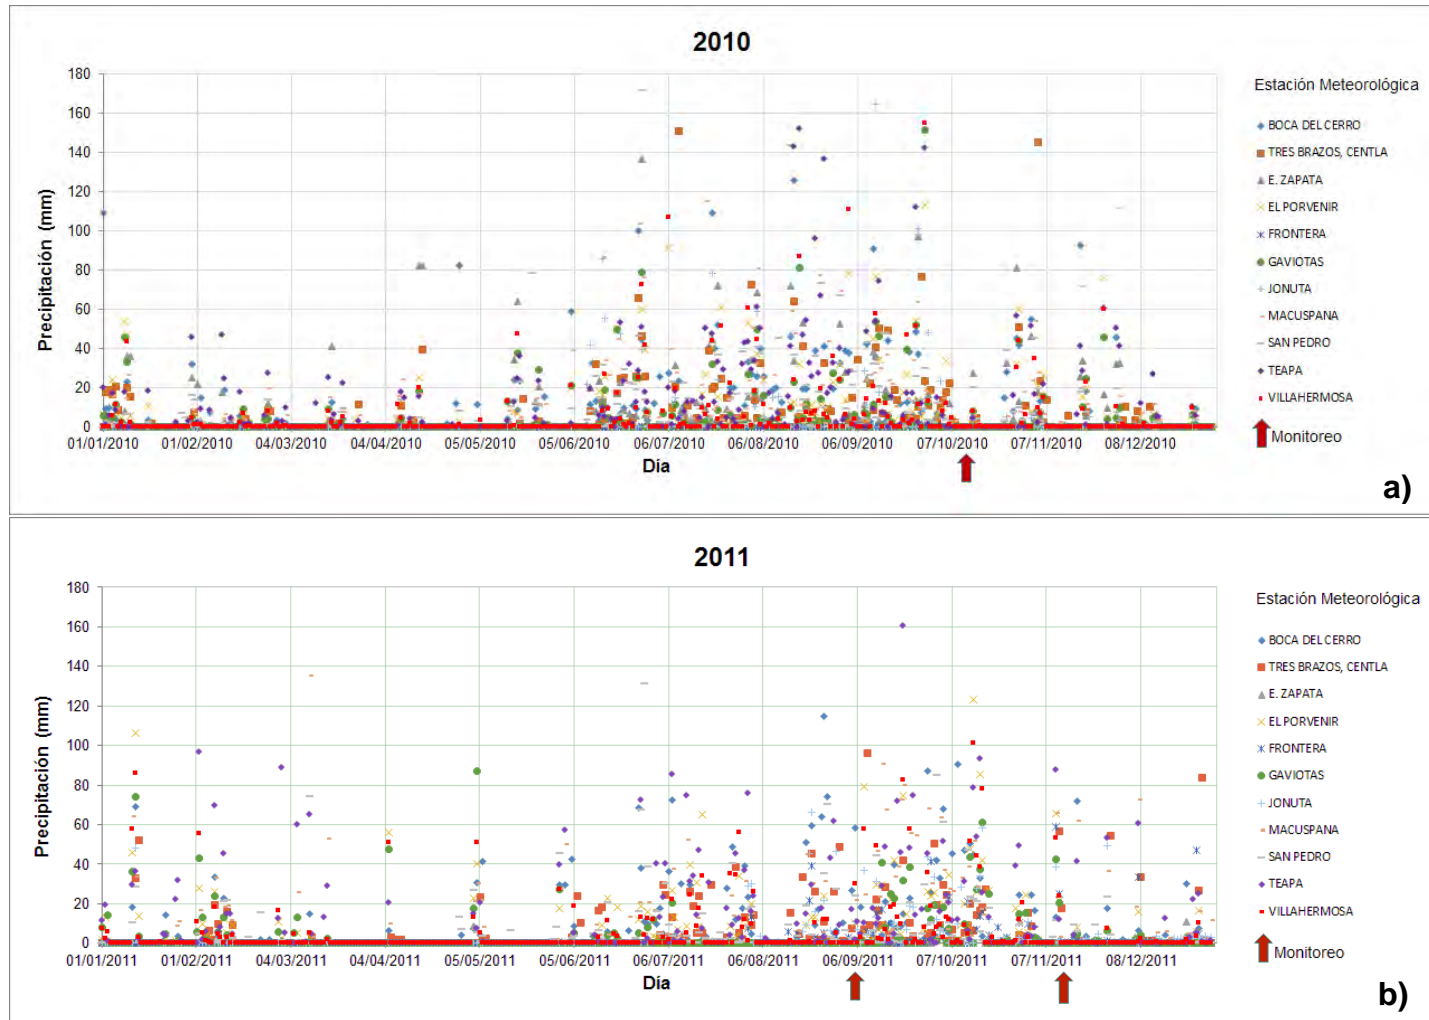 2010
180
160
140
120
100
80
60
40
20
0
Precipitación (mm)
01/01/2010 01/02/2010 04/03/2010 04/04/2010 05/05/2010 05/06/2010 06/07/2010 06/08/2010 06/09/2010 7/10/2010 07/11/2010 08/12/2010
Día
Estación Meteorológica
BOCA DEL CERRO
TRES BRAZOS, CENTLA
E. ZAPATA
EL PORVENIR
FRONTERA
GAVIOTAS
JONUTA
MACUSPANA
SAN PEDRO
TEAPA
VILLAHERMOSA
Monitoreo
a)
2011
180
160
140
120
100
80
60
40
20
0
Precipitación (mm)
01/01/2011 01/02/2011 04/03/2011 04/04/2011 05/05/2011 05/06/2011 06/07/2011 06/08/2011 06/09/2011 07/10/2011 07/11/2011 08/12/2011
Día
Estación Meteorológica
BOCA DEL CERRO
TRES BRAZOS, CENTLA
E. ZAPATA
EL PORVENIR
FRONTERA
GAVIOTAS
JONUTA
MACUSPANA
SAN PEDRO
TEAPA
VILLAHERMOSA
Monitoreo
b)